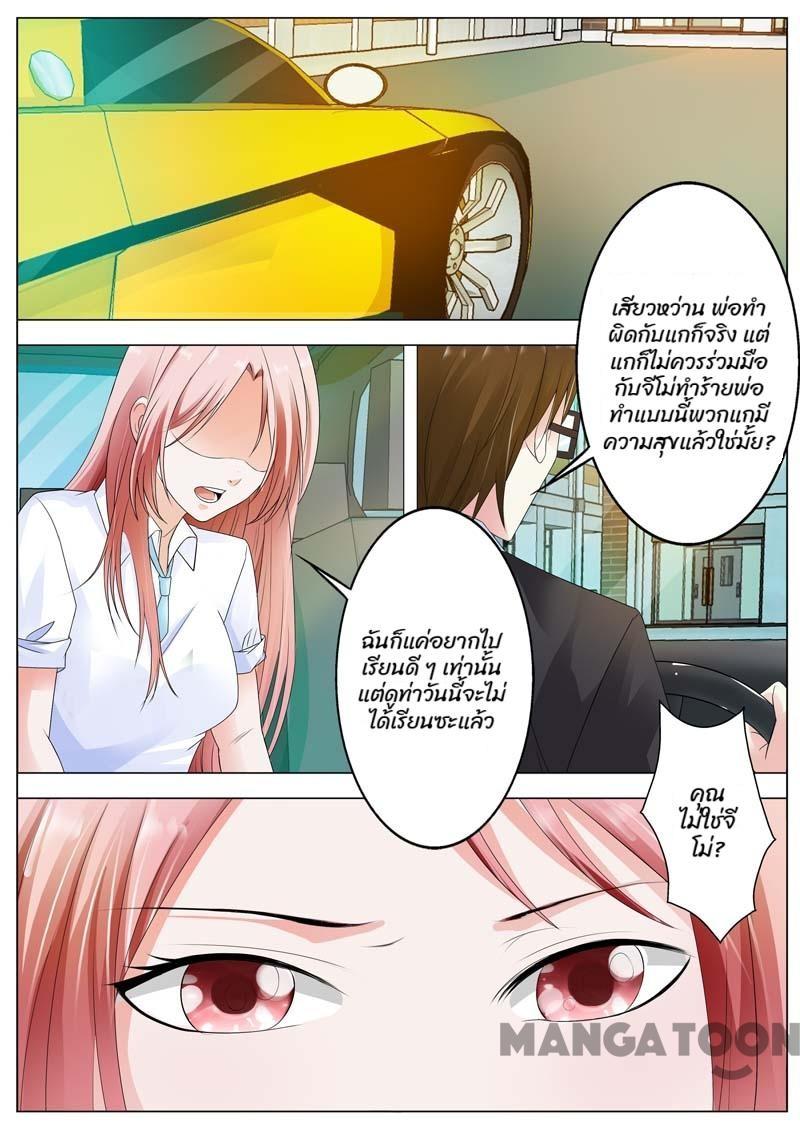 เสียวหว่าน พ่อทำ
ผิดกับแกก็จริง แต่
แกก็ไม่ควรร่วมมือ
กับจีโม่ทำร้ายพ่อ
ทำแบบนี้พวกแกมี
ความสุขแล้วใช่มั้ย?
ฉันก็แค่อยากไป
เรียนดี ๆ เท่านั้น
แต่ดูท่าวันนี้จะไม่
ได้เรียนซะแล้ว
คุณ
ไม่ใช่จี
โม่?
MANGATOON